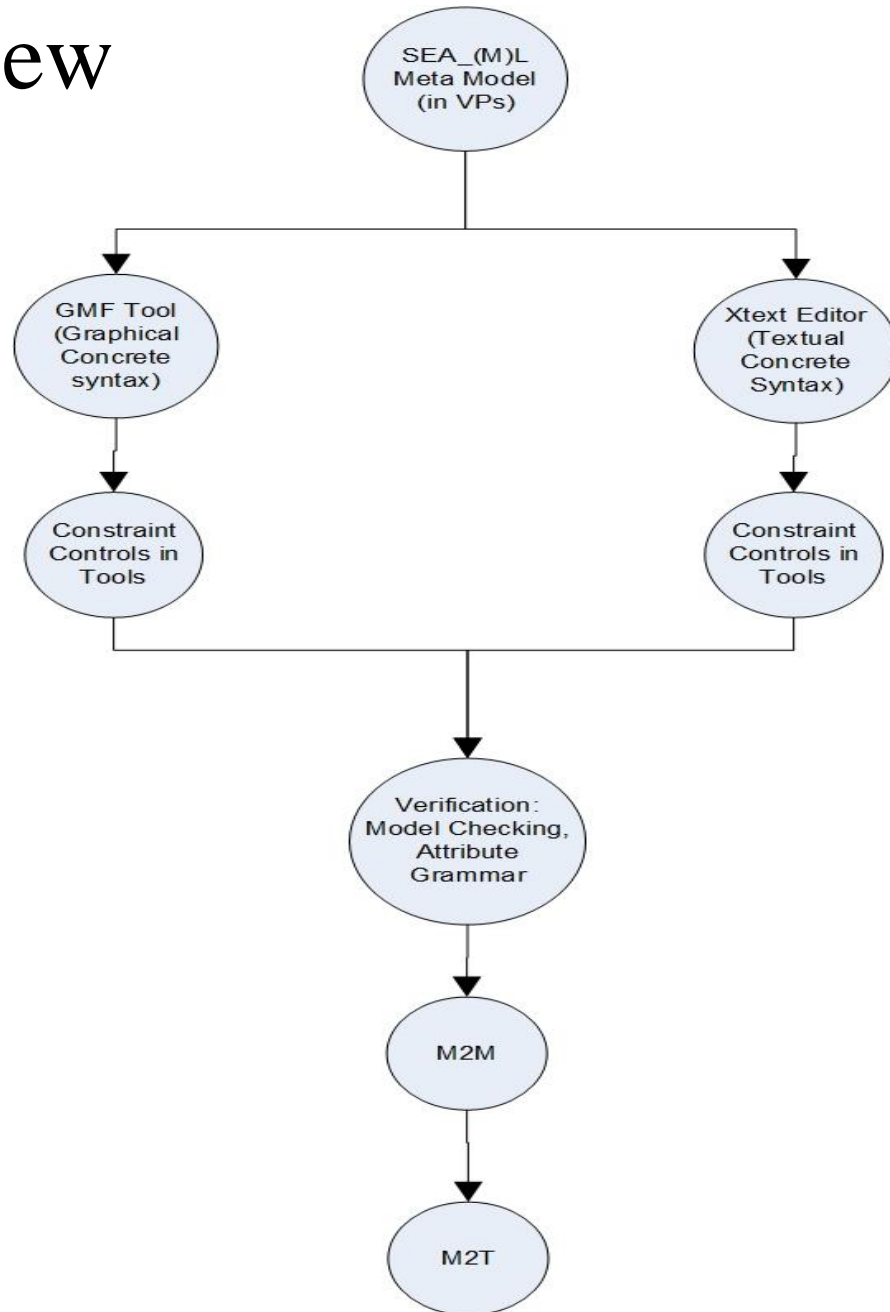 ew
SEA_(M)L
Meta Model
(in VPs)
GMF Tool
(Graphical
Concrete
syntax)
Xtext Editor
(Textual
Concrete
Syntax)
Constraint
Controls in
Tools
Constraint
Controls in
Tools
Verification:
Model Checking,
Attribute
Grammar
M2M
M2T